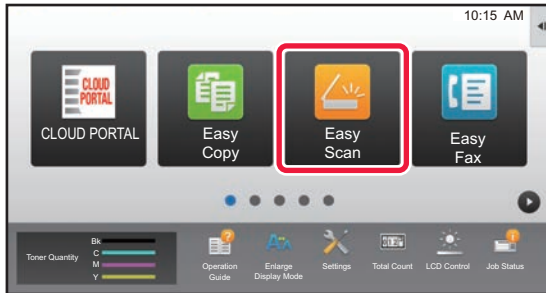 10:15 AM
CLOUD
PORTAL
CLOUD PORTAL
Easy
Copy
Easy
Scan
Easy
Fax
Toner Quantity
Bk
C
M
Y
Operation
Guide
Enlarge
Display Mode
Settings
Total Count
LCD Control
Job Status